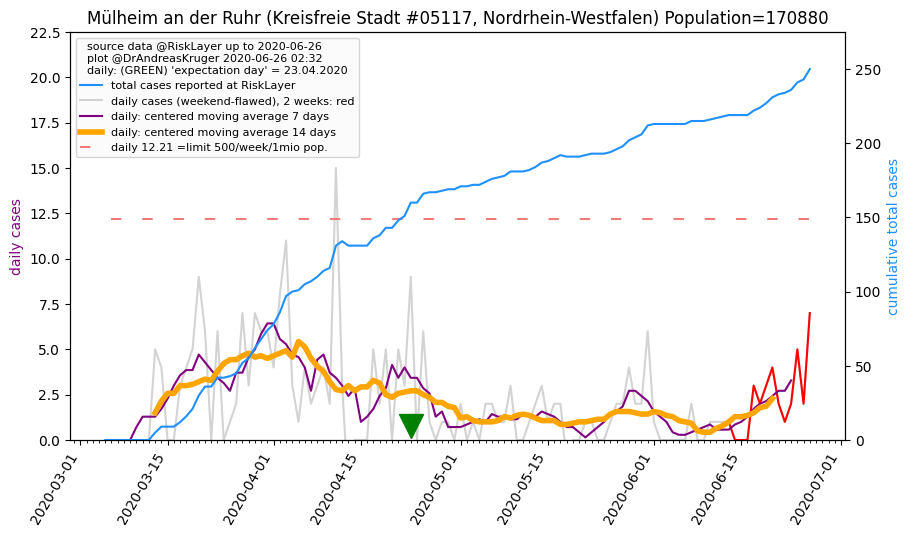 Mülheim an der Ruhr (Kreisfreie Stadt #05117, Nordrhein-Westfalen) Population=170880
source data @RiskLayer up to 2020-06-26
plot @DrAndreasKruger 2020-06-26 02:32
daily: (GREEN) 'expectation day' = 23.04.2020
total cases reported at RiskLayer
daily cases (weekend-flawed), 2 weeks: red
daily: centered moving average 7 days
daily: centered moving average 14 days
daily 12.21 =limit 500/week/1mio pop.
daily cases
22.5
20.0
17.5
15.0
12.5
10.0
7.5
5.0
2.5
0.0
cumulative total cases
250
200
150
100
50
0
2020-03-01
2020-03-15
2020-04-01
2020-04-15
2020-05-01
2020-05-15
2020-06-01
2020-06-15
2020-07-01